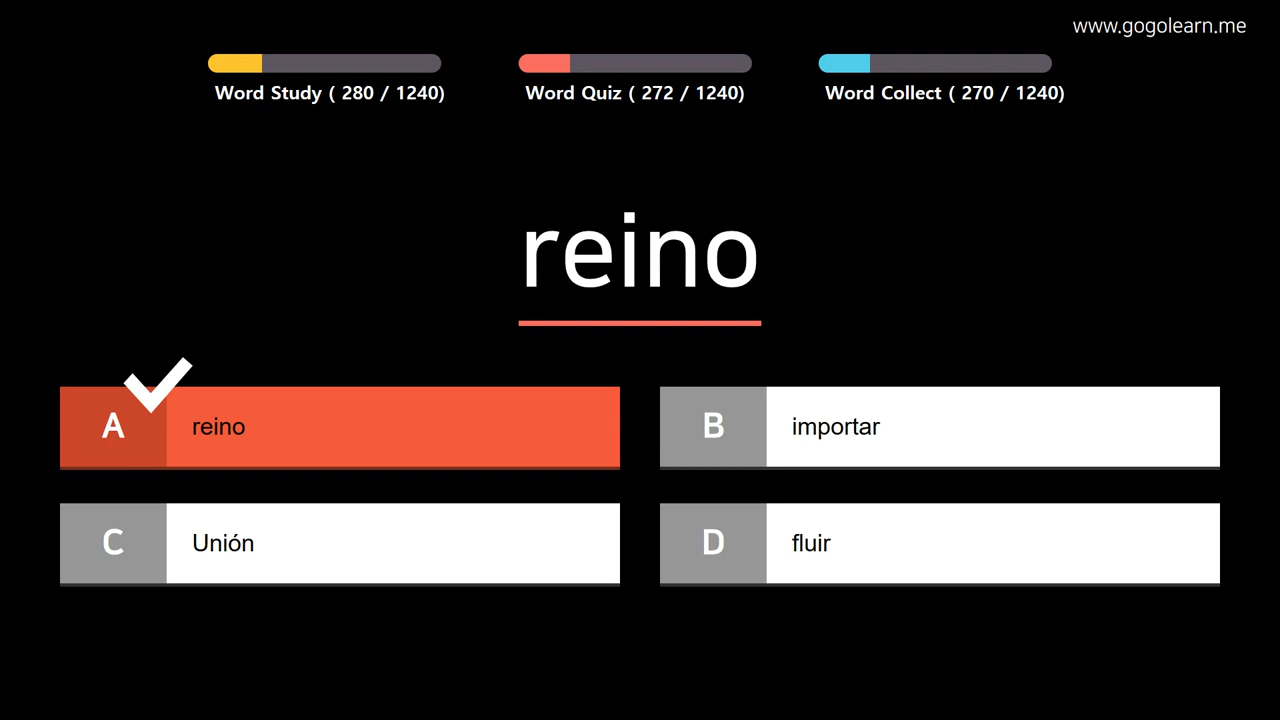 www.gogolearn.me
Word Study ( 280 / 1240)
Word Quiz ( 272 / 1240)
Word Collect ( 270 / 1240)
reino
A reino
B importar
C Unión
D fluir